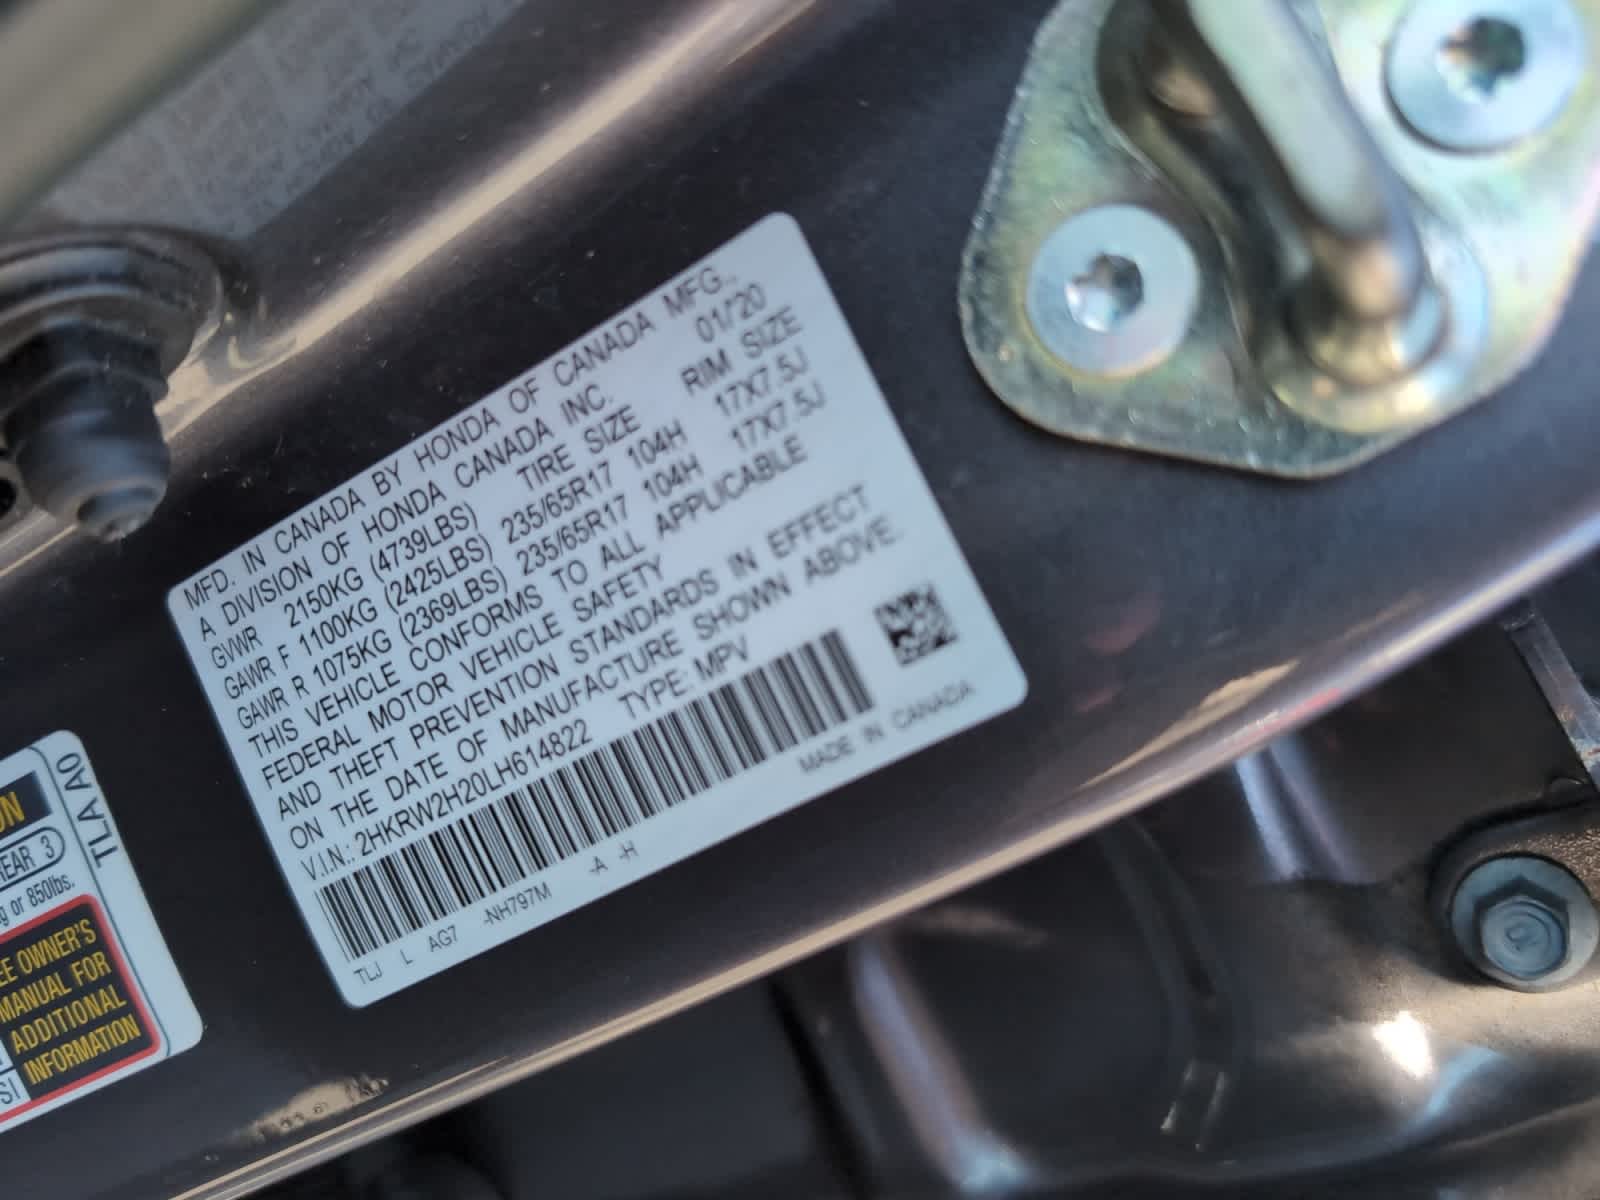 MFD. IN CANADA BY HONDA OF CANADA MFG.,
A DIVISION OF HONDA CANADA INC. 01/20
GVWR 2150KG (4739LBS) TIRE SIZE RIM SIZE
GAWR F 1100KG (2425LBS) 235/65R17 104H 17X7.5J
GAWR R 1075KG (2369LBS) 235/65R17 104H 17X7.5J
THIS VEHICLE CONFORMS TO ALL APPLICABLE
FEDERAL MOTOR VEHICLE SAFETY
AND THEFT PREVENTION STANDARDS IN EFFECT
ON THE DATE OF MANUFACTURE SHOWN ABOVE.
V.I.N.: 2HKRW2H20LH614822 TYPE: MPV
TLJ L AG7 -NH797M -A -H MADE IN CANADA
TLA A0
REAR 3
or 850lbs.
OWNER'S
MANUAL FOR
ADDITIONAL
INFORMATION